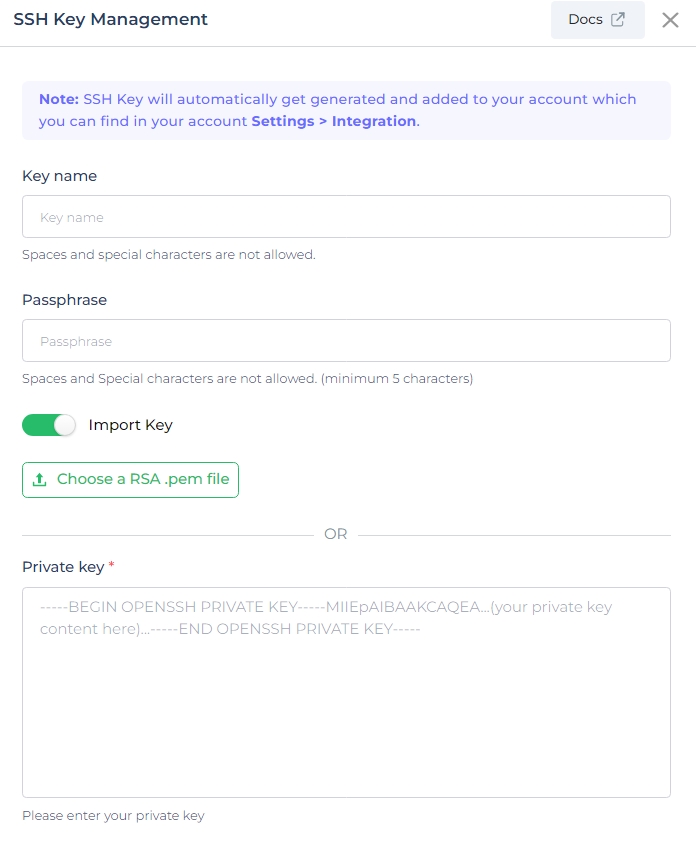 SSH Key Management
Docs
Note: SSH Key will automatically get generated and added to your account which
you can find in your account Settings > Integration.
Key name
Key name
Spaces and special characters are not allowed.
Passphrase
Passphrase
Spaces and Special characters are not allowed. (minimum 5 characters)
Import Key
Choose a RSA .pem file
OR
Private key *
-----BEGIN OPENSSH PRIVATE KEY-----MIIEpAIBAAKCAQEA...(your private key
content here)...-----END OPENSSH PRIVATE KEY-----
Please enter your private key